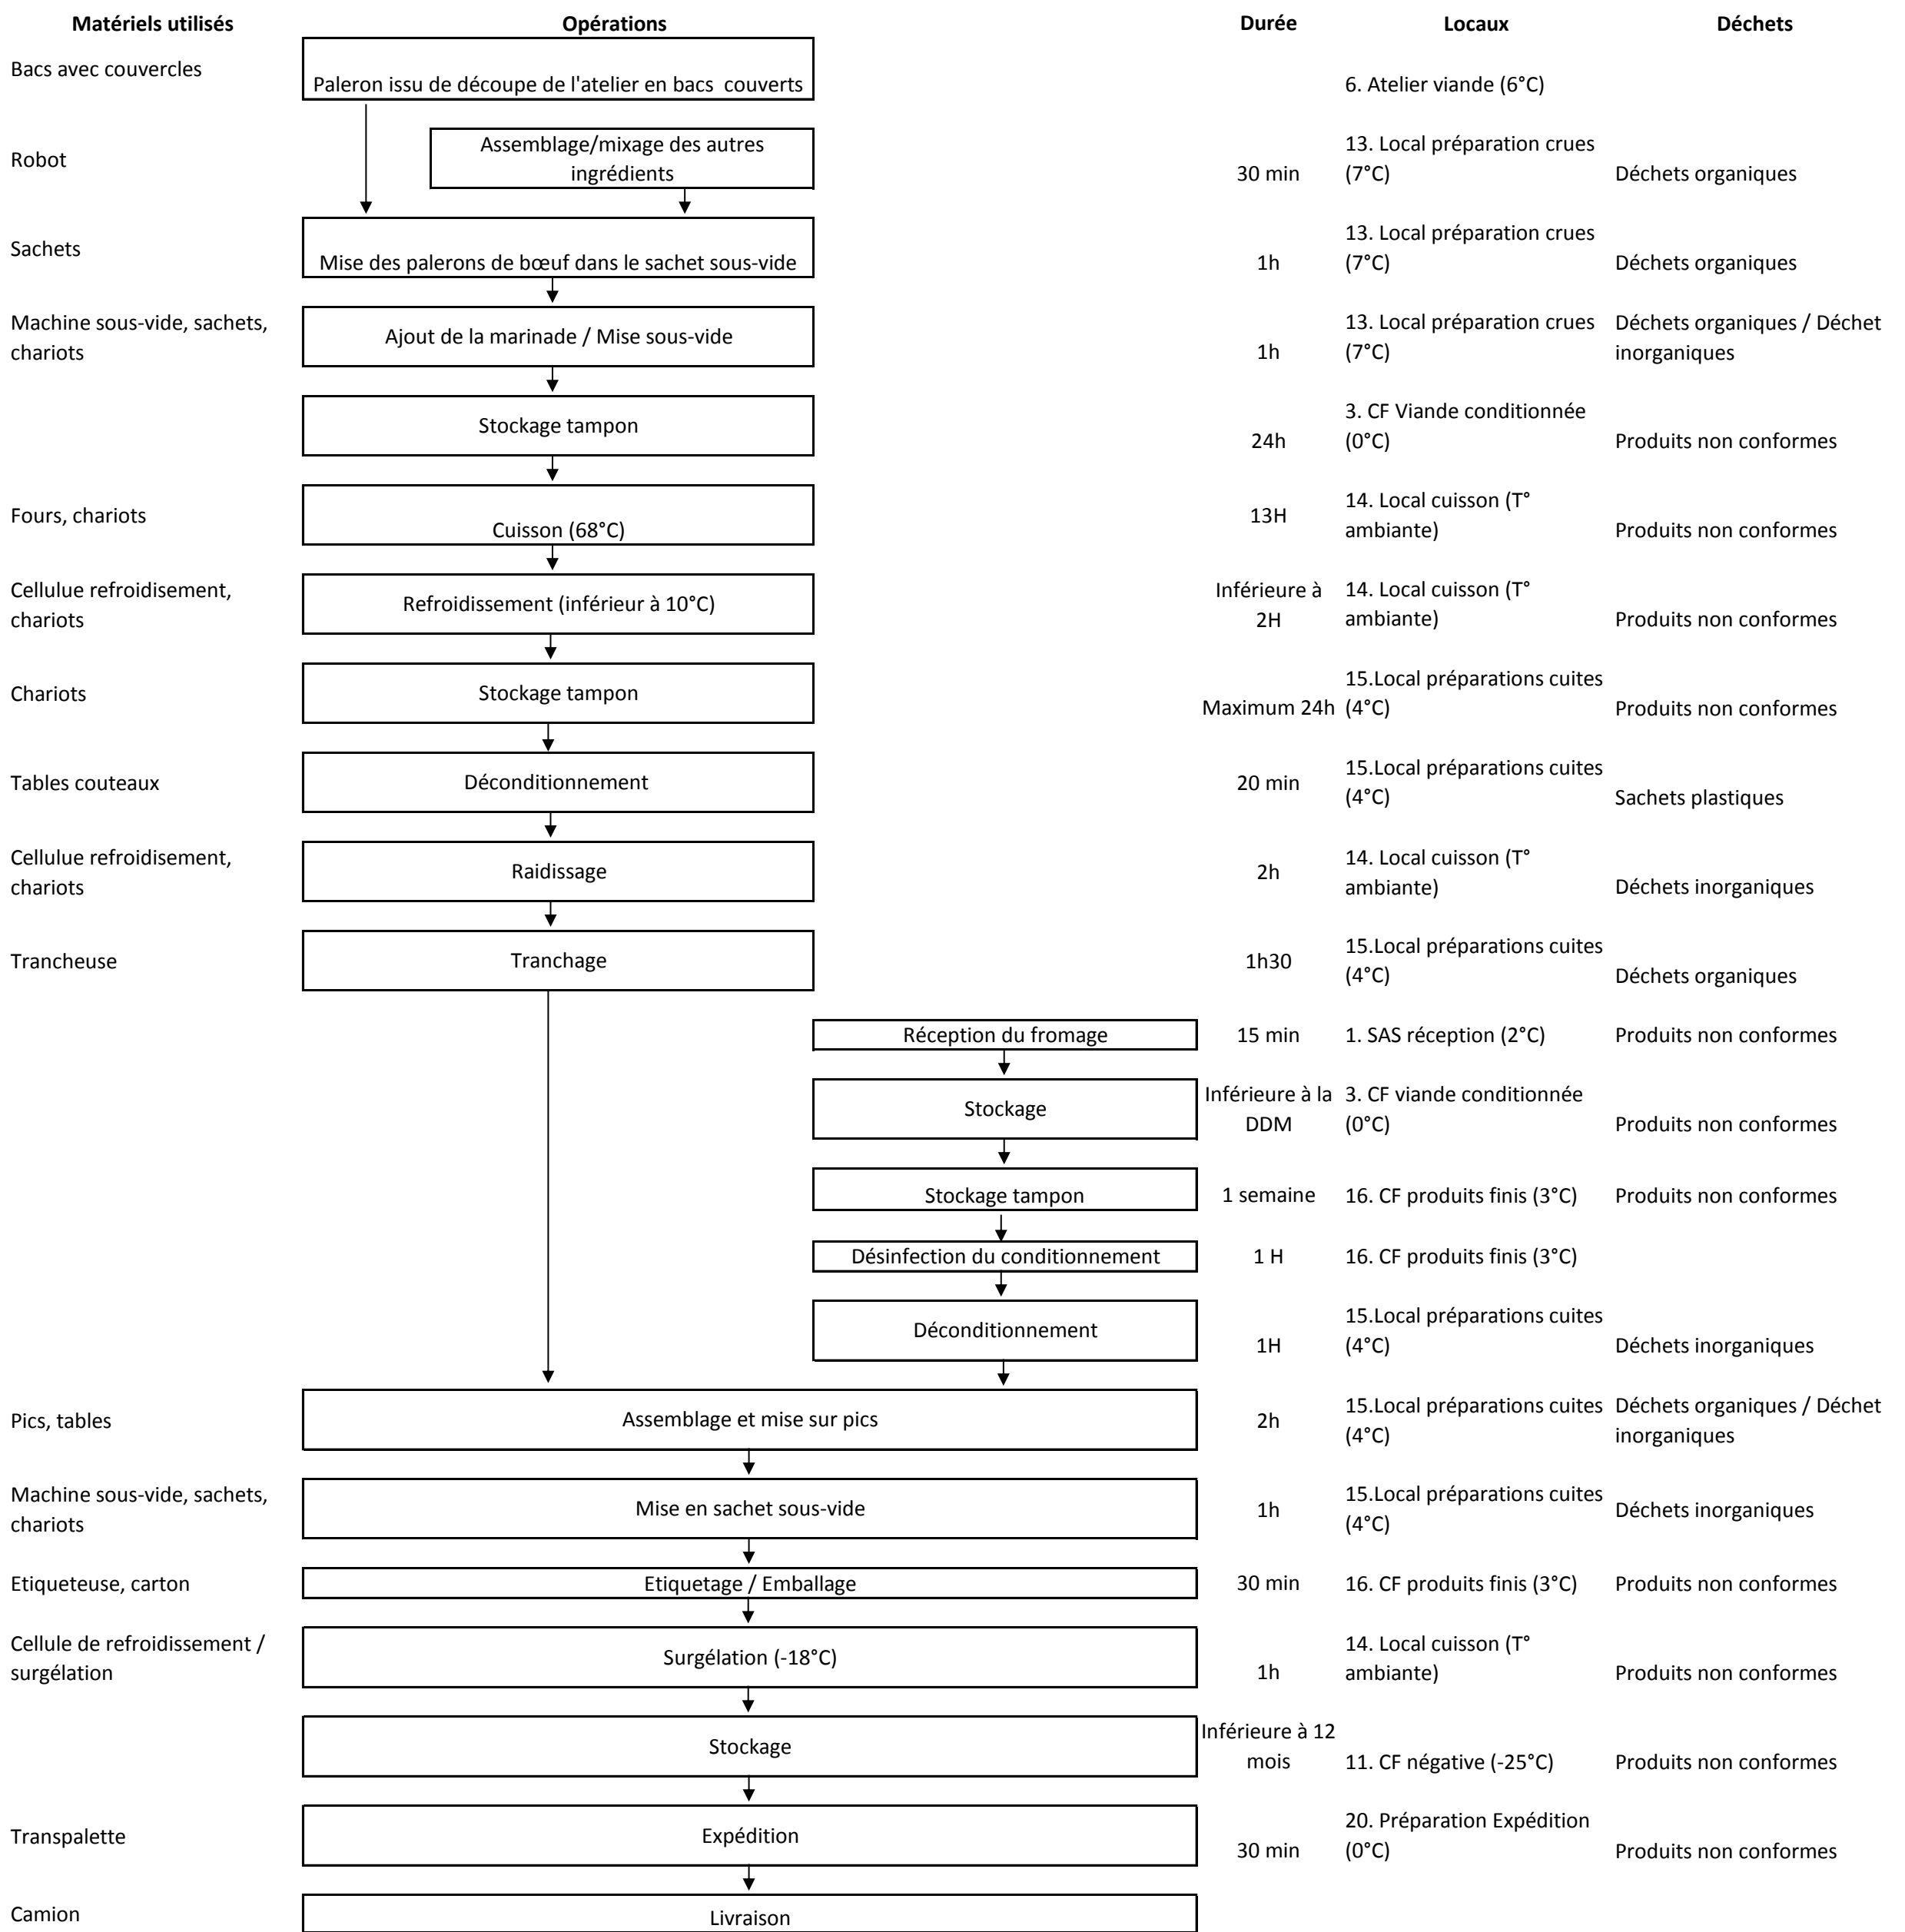 Matériels utilisés
Opérations
Durée
Locaux
Déchets
Bacs avec couvercles
Paleron issu de découpe de l'atelier en bacs  couverts
6. Atelier viande (6°C)
Robot
Assemblage/mixage des autres
ingrédients
30 min
13. Local préparation crues
(7°C)
Déchets organiques
Sachets
Mise des palerons de bœuf dans le sachet sous-vide
1h
13. Local préparation crues
(7°C)
Déchets organiques
Machine sous-vide, sachets,
chariots
Ajout de la marinade / Mise sous-vide
1h
13. Local préparation crues
(7°C)
Déchets organiques / Déchet
inorganiques
Stockage tampon
24h
3. CF Viande conditionnée
(0°C)
Produits non conformes
Fours, chariots
Cuisson (68°C)
13H
14. Local cuisson (T°
ambiante)
Produits non conformes
Cellulue refroidisement,
chariots
Refroidissement (inférieur à 10°C)
Inférieure à
2H
14. Local cuisson (T°
ambiante)
Produits non conformes
Chariots
Stockage tampon
Maximum 24h
15.Local préparations cuites
(4°C)
Produits non conformes
Tables couteaux
Déconditionnement
20 min
15.Local préparations cuites
(4°C)
Sachets plastiques
Cellulue refroidisement,
chariots
Raidissage
2h
14. Local cuisson (T°
ambiante)
Déchets inorganiques
Trancheuse
Tranchage
1h30
15.Local préparations cuites
(4°C)
Déchets organiques
Réception du fromage
15 min
1. SAS réception (2°C)
Produits non conformes
Stockage
Inférieure à la
DDM
3. CF viande conditionnée
(0°C)
Produits non conformes
Stockage tampon
1 semaine
16. CF produits finis (3°C)
Produits non conformes
Désinfection du conditionnement
1 H
16. CF produits finis (3°C)
Déconditionnement
1H
15.Local préparations cuites
(4°C)
Déchets inorganiques
Pics, tables
Assemblage et mise sur pics
2h
15.Local préparations cuites
(4°C)
Déchets organiques / Déchet
inorganiques
Machine sous-vide, sachets,
chariots
Mise en sachet sous-vide
1h
15.Local préparations cuites
(4°C)
Déchets inorganiques
Etiqueteuse, carton
Etiquetage / Emballage
30 min
16. CF produits finis (3°C)
Produits non conformes
Cellule de refroidissement /
surgélation
Surgélation (-18°C)
1h
14. Local cuisson (T°
ambiante)
Produits non conformes
Stockage
Inférieure à 12
mois
11. CF négative (-25°C)
Produits non conformes
Transpalette
Expédition
30 min
20. Préparation Expédition
(0°C)
Produits non conformes
Camion
Livraison